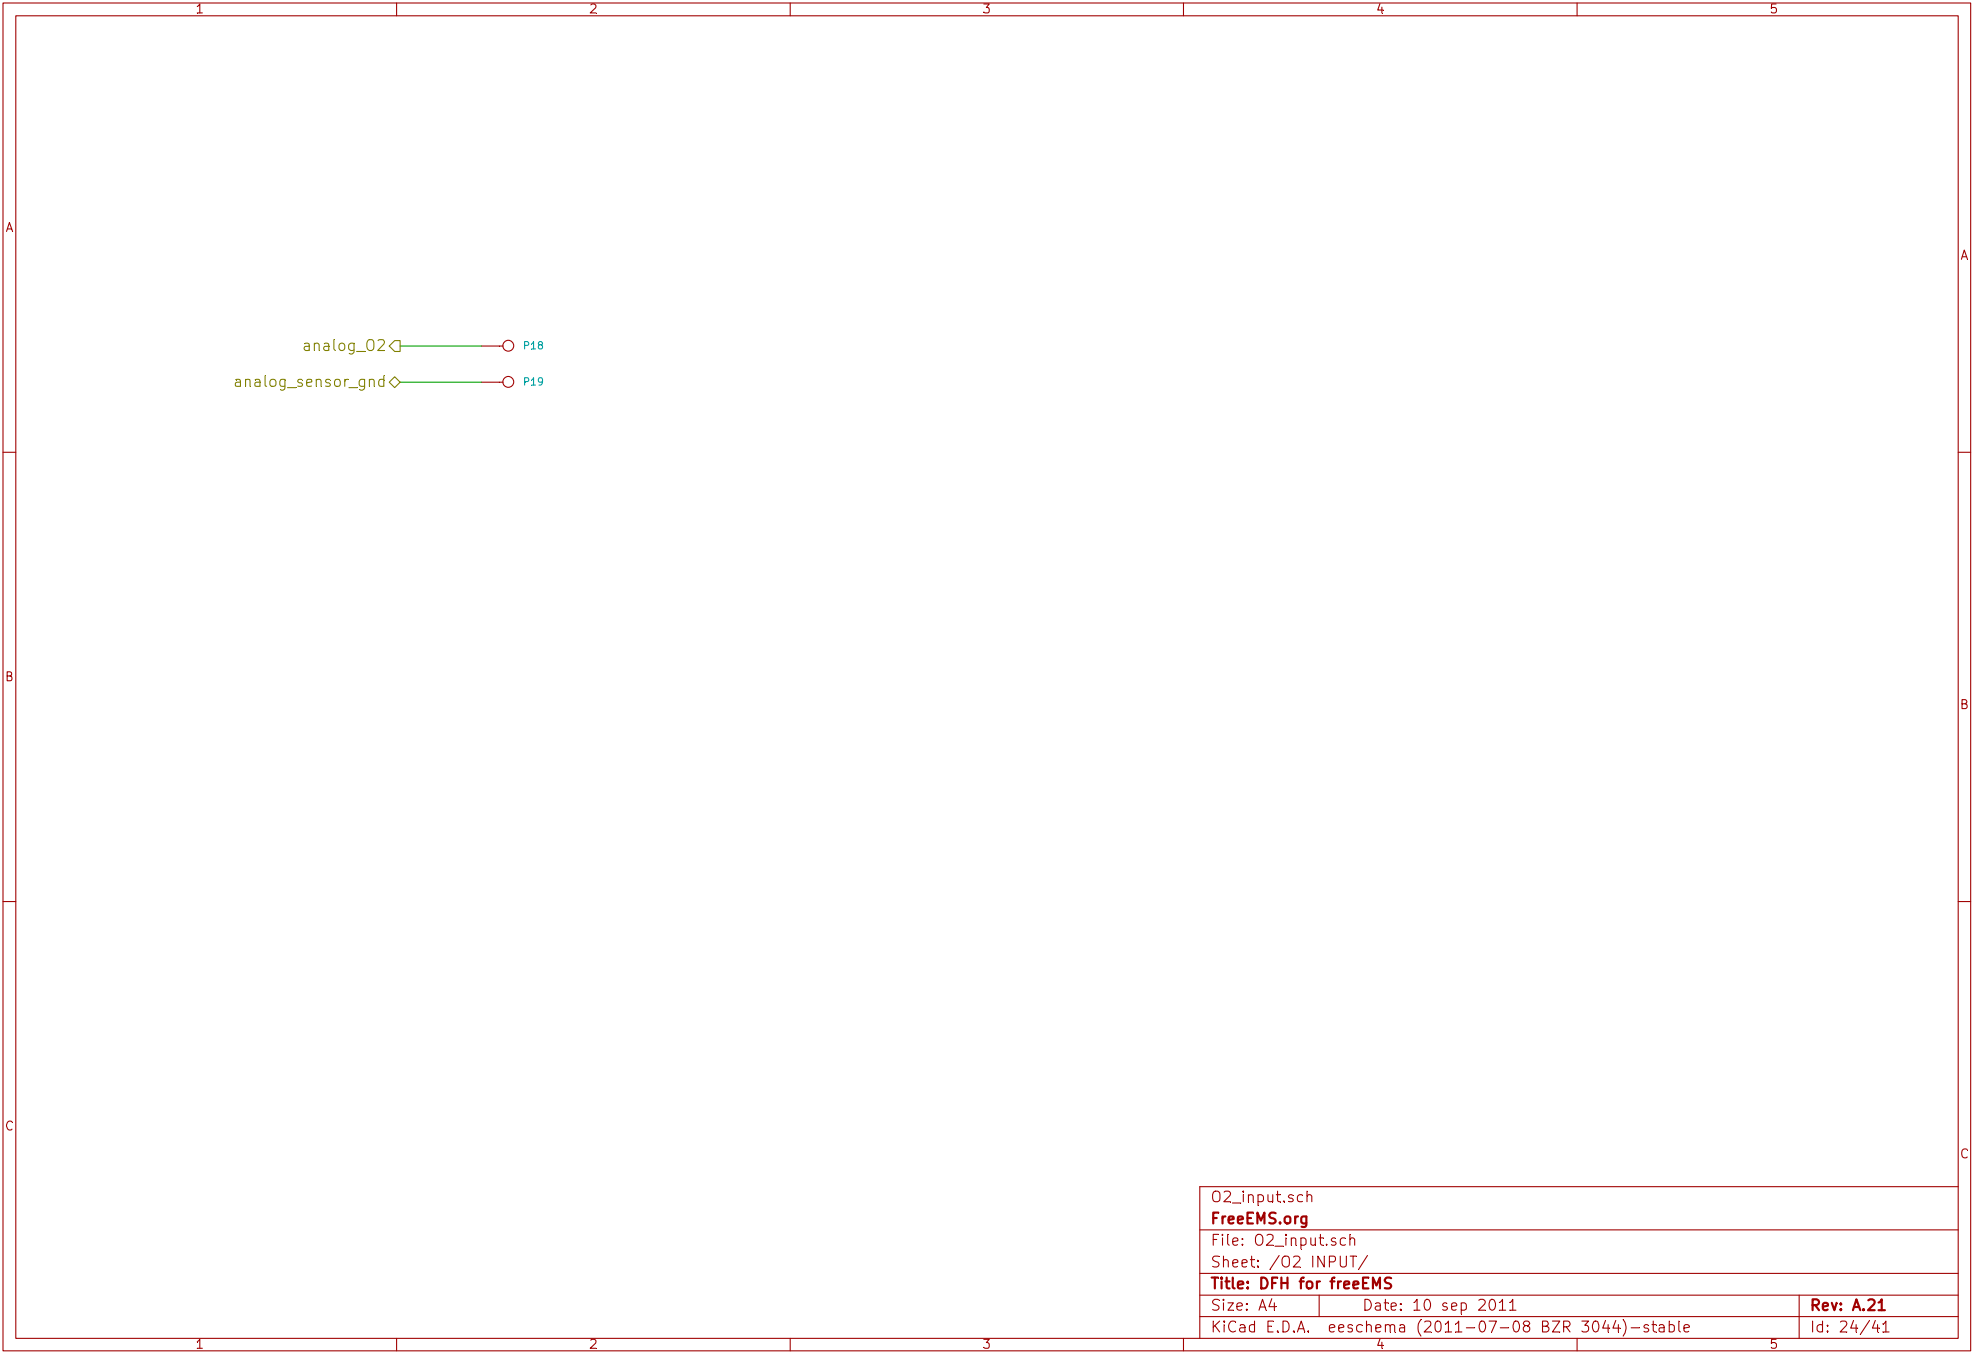 1 2 3 4 5
A
A
analog_O2 P18
analog_sensor_gnd P19
B
B
C
C
O2_input.sch
FreeEMS.org
File: O2_input.sch
Sheet: /O2 INPUT/
Title: DFH for freeEMS
Size: A4 Date: 10 sep 2011 Rev: A.21
KiCad E.D.A. eeschema (2011-07-08 BZR 3044)-stable Id: 24/41
1 2 3 4 5